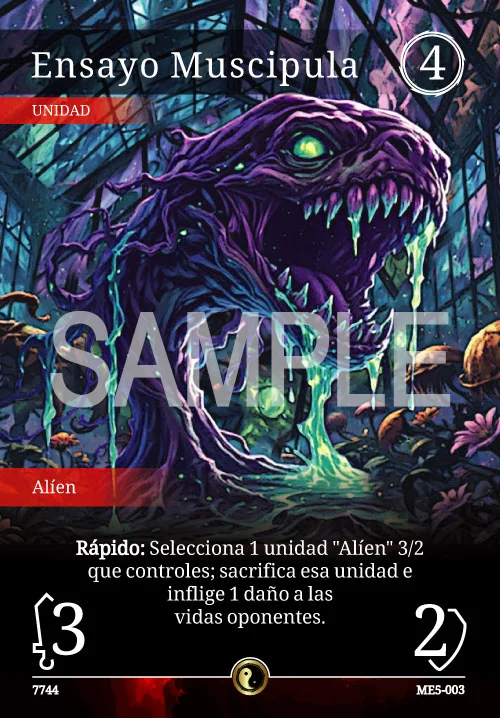 Ensayo Muscipula
4
UNIDAD
SAMPLE
Alíen
Rápido: Selecciona 1 unidad "Alíen" 3/2
que controles; sacrifica esa unidad e
inflige 1 daño a las
vidas oponentes.
3
2
7744
ME5-003